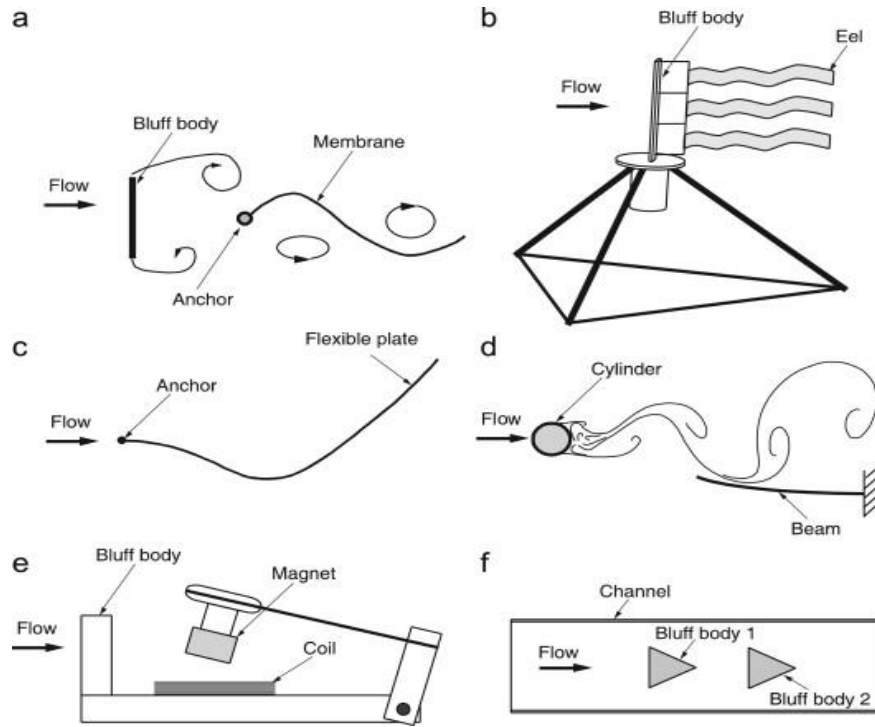 a
Bluff body
Flow
Membrane
Anchor
b
Bluff body
Eel
Flow
c
Flexible plate
Anchor
Flow
d
Cylinder
Flow
Beam
e
Bluff body
Magnet
Flow
Coil
f
Channel
Bluff body 1
Flow
Bluff body 2